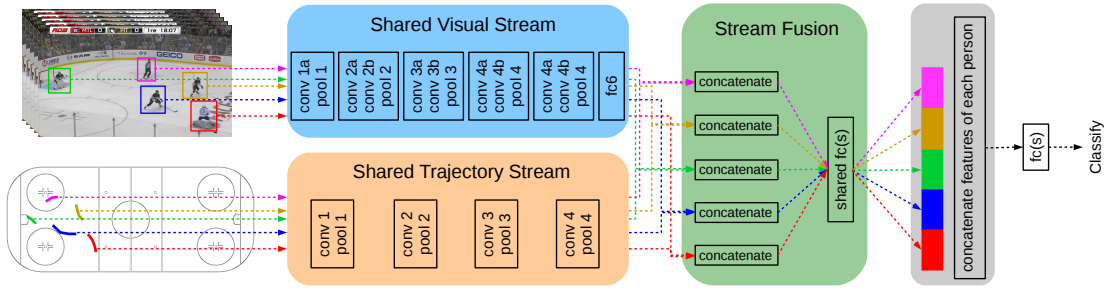 Shared Visual Stream
conv 1a
pool 1
conv 2a
conv 2b
pool 2
conv 3a
conv 3b
pool 3
conv 4a
conv 4b
pool 4
conv 4a
conv 4b
pool 4
fc6
Shared Trajectory Stream
conv 1
pool 1
conv 2
pool 2
conv 3
pool 3
conv 4
pool 4
Stream Fusion
concatenate
concatenate
concatenate
concatenate
concatenate
shared fc(s)
concatenate features of each person
fc(s)
Classify
1re 18:07
GEICO